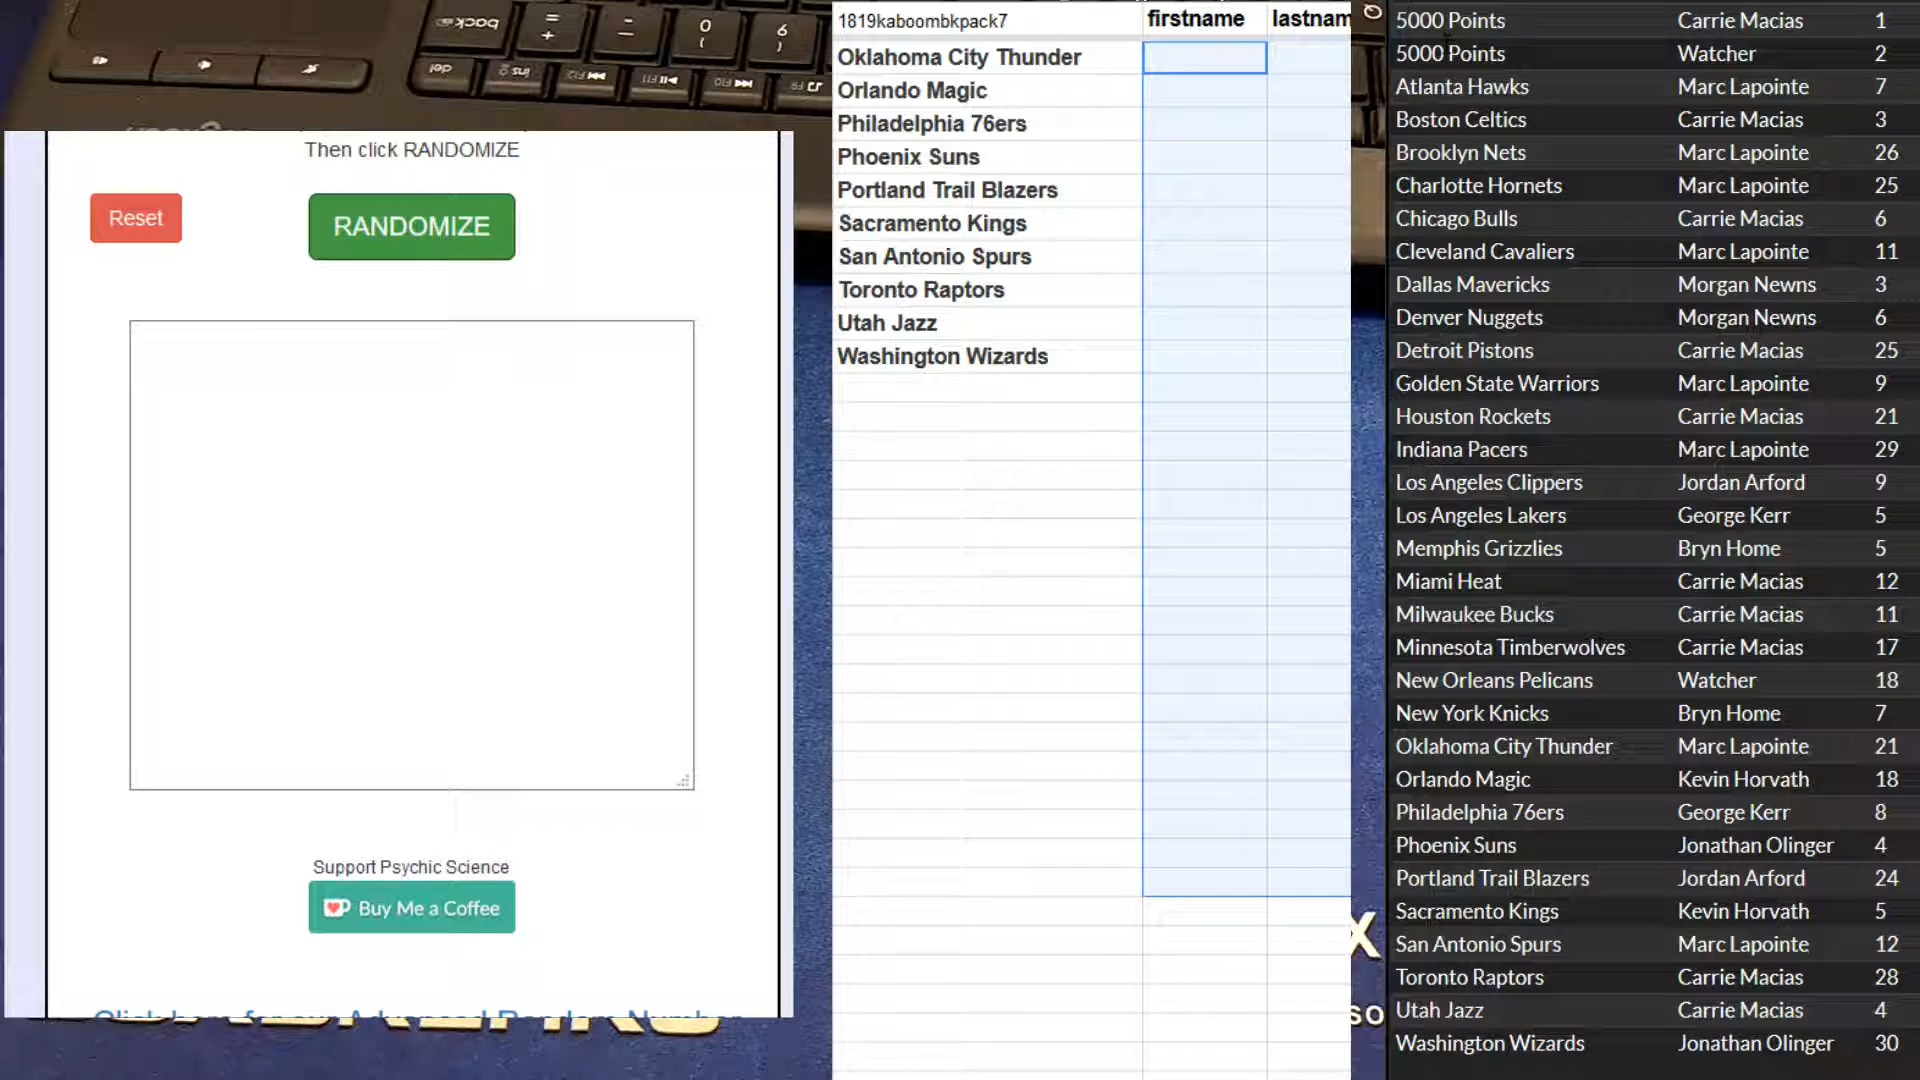 back
=
+
-
0
(
6
)
del
ins
F12
F11
F10
F9
Then click RANDOMIZE
Reset
RANDOMIZE
Support Psychic Science
Buy Me a Coffee
1819kaboombkpack7 firstname lastnam
Oklahoma City Thunder
Orlando Magic
Philadelphia 76ers
Phoenix Suns
Portland Trail Blazers
Sacramento Kings
San Antonio Spurs
Toronto Raptors
Utah Jazz
Washington Wizards
X
so
5000 Points Carrie Macias 1
5000 Points Watcher 2
Atlanta Hawks Marc Lapointe 7
Boston Celtics Carrie Macias 3
Brooklyn Nets Marc Lapointe 26
Charlotte Hornets Marc Lapointe 25
Chicago Bulls Carrie Macias 6
Cleveland Cavaliers Marc Lapointe 11
Dallas Mavericks Morgan Newns 3
Denver Nuggets Morgan Newns 6
Detroit Pistons Carrie Macias 25
Golden State Warriors Marc Lapointe 9
Houston Rockets Carrie Macias 21
Indiana Pacers Marc Lapointe 29
Los Angeles Clippers Jordan Arford 9
Los Angeles Lakers George Kerr 5
Memphis Grizzlies Bryn Home 5
Miami Heat Carrie Macias 12
Milwaukee Bucks Carrie Macias 11
Minnesota Timberwolves Carrie Macias 17
New Orleans Pelicans Watcher 18
New York Knicks Bryn Home 7
Oklahoma City Thunder Marc Lapointe 21
Orlando Magic Kevin Horvath 18
Philadelphia 76ers George Kerr 8
Phoenix Suns Jonathan Olinger 4
Portland Trail Blazers Jordan Arford 24
Sacramento Kings Kevin Horvath 5
San Antonio Spurs Marc Lapointe 12
Toronto Raptors Carrie Macias 28
Utah Jazz Carrie Macias 4
Washington Wizards Jonathan Olinger 30